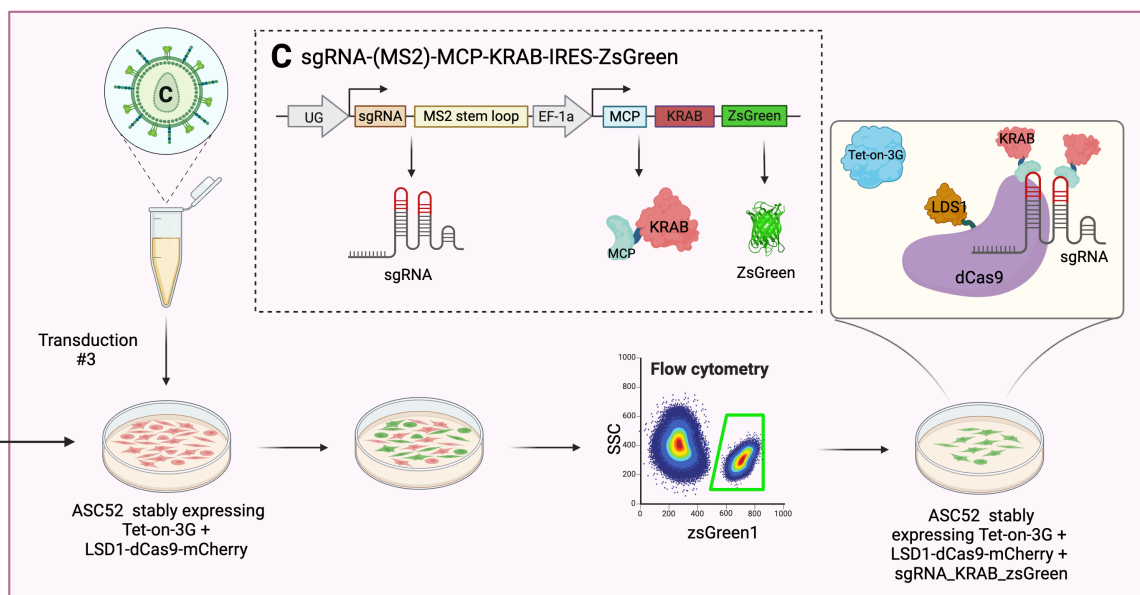 C
C sgRNA-(MS2)-MCP-KRAB-IRES-ZsGreen
UG
sgRNA
MS2 stem loop
EF-1a
MCP
KRAB
ZsGreen
sgRNA
MCP
KRAB
ZsGreen
Tet-on-3G
KRAB
LDS1
dCas9
sgRNA
Transduction
#3
Flow cytometry
SSC
1000
800
600
400
200
0
0 200 400 600 800 1000
zsGreen1
ASC52 stably expressing
Tet-on-3G +
LSD1-dCas9-mCherry
ASC52 stably
expressing Tet-on-3G +
LSD1-dCas9-mCherry +
sgRNA_KRAB_zsGreen